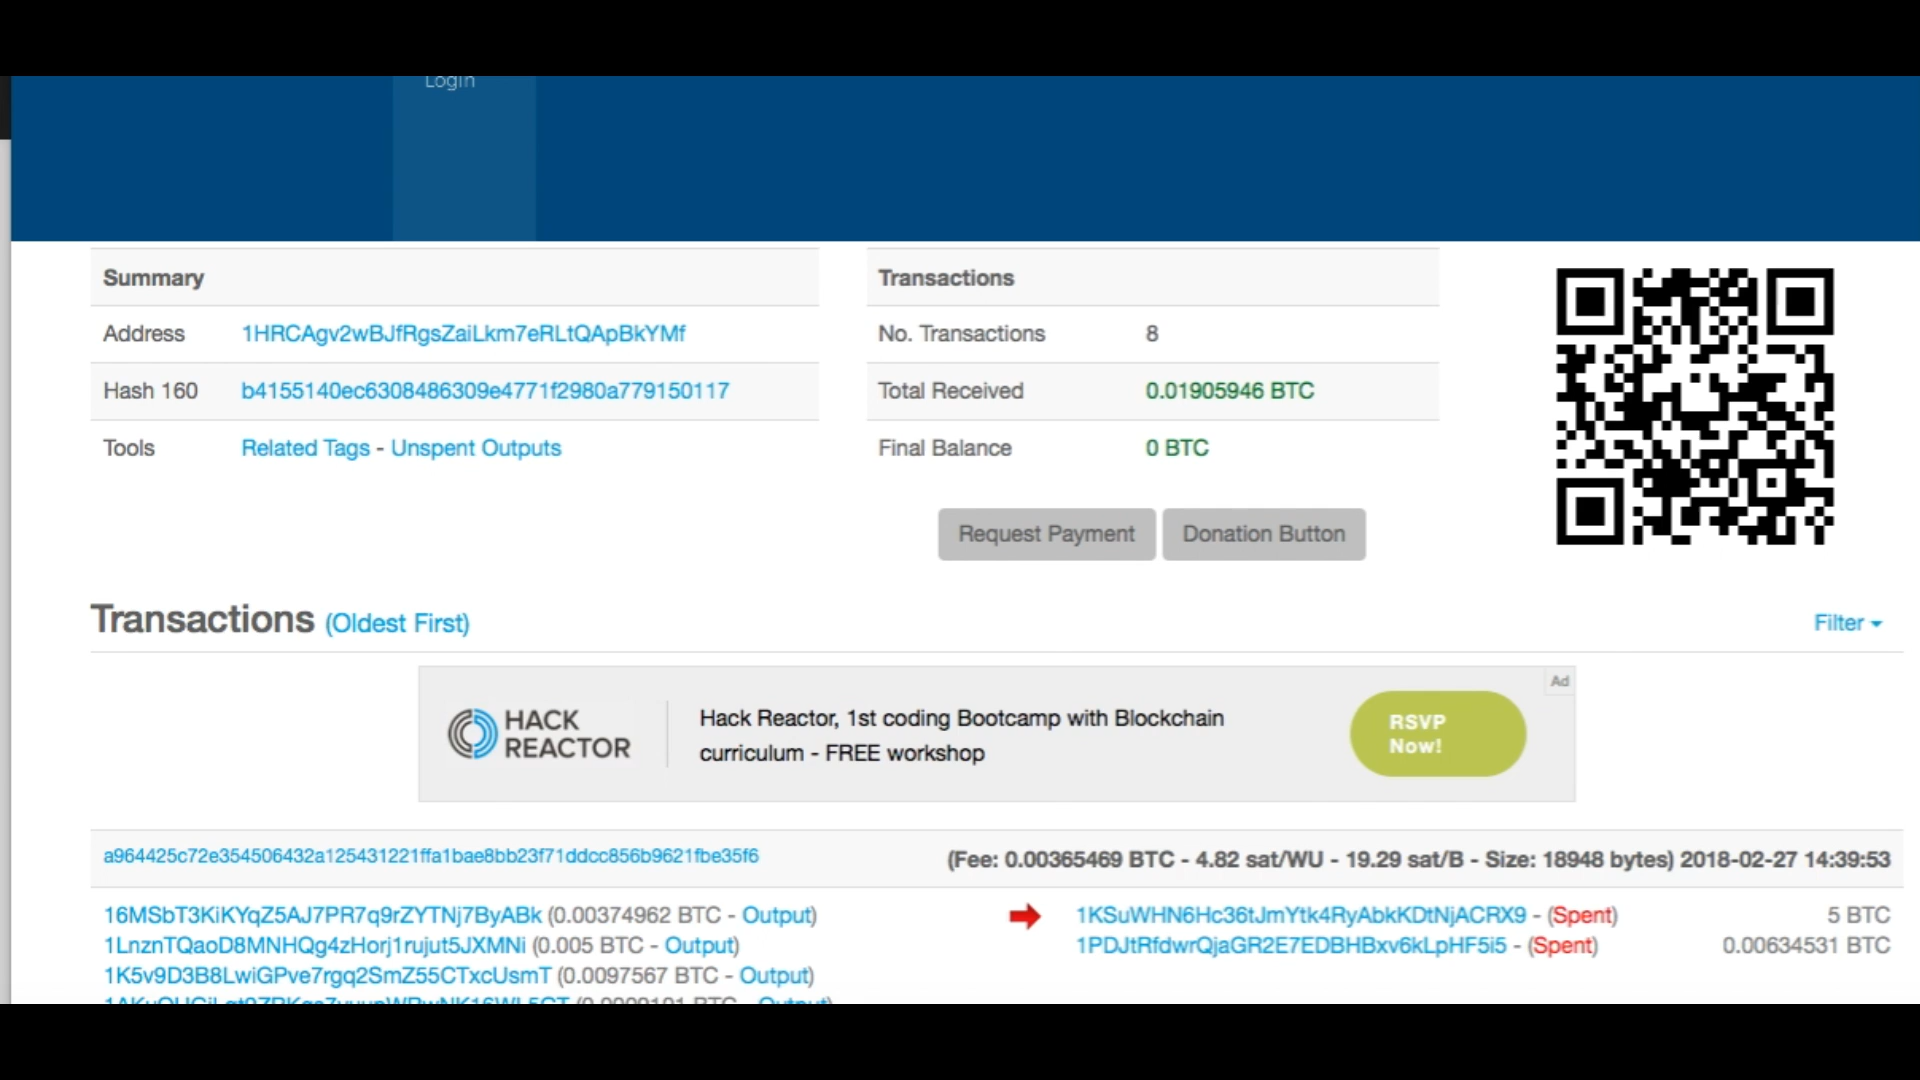 Login
Summary
Address 1HRCAgv2wBJfRgsZaiLkm7eRLtQApBkYMf
Hash 160 b4155140ec6308486309e4771f2980a779150117
Tools Related Tags - Unspent Outputs
Transactions
No. Transactions 8
Total Received 0.01905946 BTC
Final Balance 0 BTC
Request Payment Donation Button
Transactions (Oldest First)
Filter
Ad
HACK REACTOR
Hack Reactor, 1st coding Bootcamp with Blockchain
curriculum - FREE workshop
RSVP
Now!
a964425c72e354506432a125431221ffa1bae8bb23f71ddcc856b9621fbe35f6 (Fee: 0.00365469 BTC - 4.82 sat/WU - 19.29 sat/B - Size: 18948 bytes) 2018-02-27 14:39:53
16MSbT3KiKYqZ5AJ7PR7q9rZYTNj7ByABk (0.00374962 BTC - Output)
1LnznTQaoD8MNHQg4zHorj1rujut5JXMNi (0.005 BTC - Output)
1K5v9D3B8LwiGPve7rgq2SmZ55CTxcUsmT (0.0097567 BTC - Output)
1KSuWHN6Hc36tJmYtk4RyAbkKDtNjACRX9 - (Spent) 5 BTC
1PDJtRfdwrQjaGR2E7EDBHBxv6kLpHF5i5 - (Spent) 0.00634531 BTC